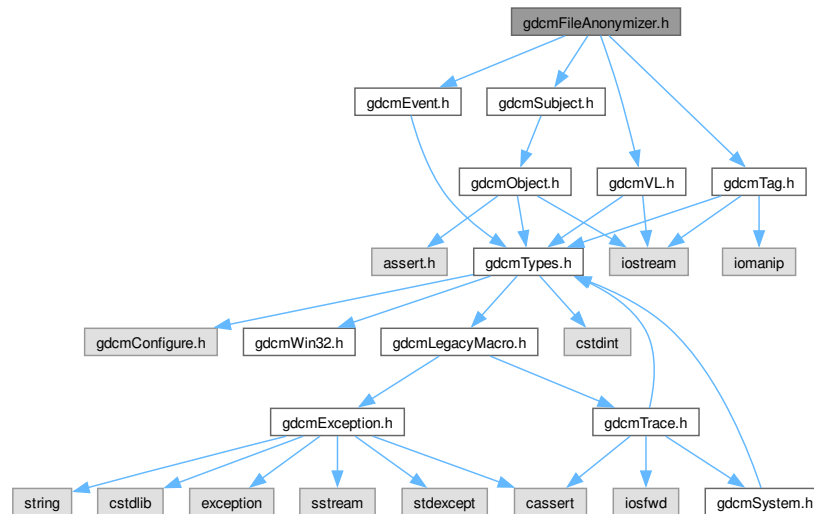 gdcmFileAnonymizer.h
gdcmEvent.h
gdcmSubject.h
gdcmObject.h
gdcmVL.h
gdcmTag.h
assert.h
gdcmTypes.h
iostream
iomanip
gdcmConfigure.h
gdcmWin32.h
gdcmLegacyMacro.h
cstdint
gdcmException.h
gdcmTrace.h
string
cstdlib
exception
sstream
stdexcept
cassert
iosfwd
gdcmSystem.h